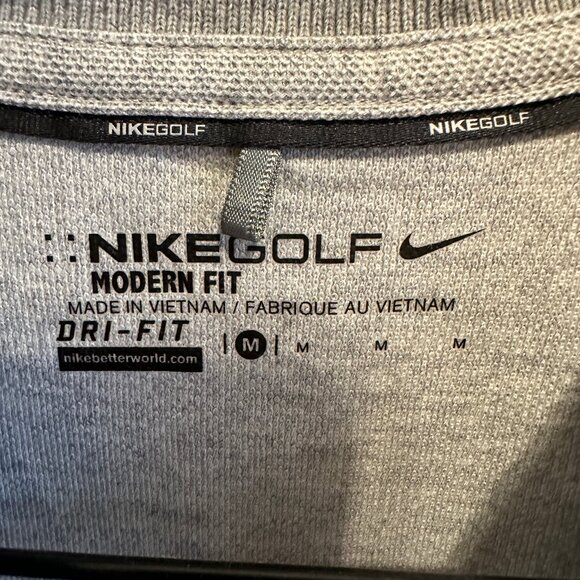 NIKEGOLF NIKEGOLF
NIKEGOLF
MODERN FIT
MADE IN VIETNAM / FABRIQUE AU VIETNAM
DRI-FIT
nikebetterworld.com | M | M M M